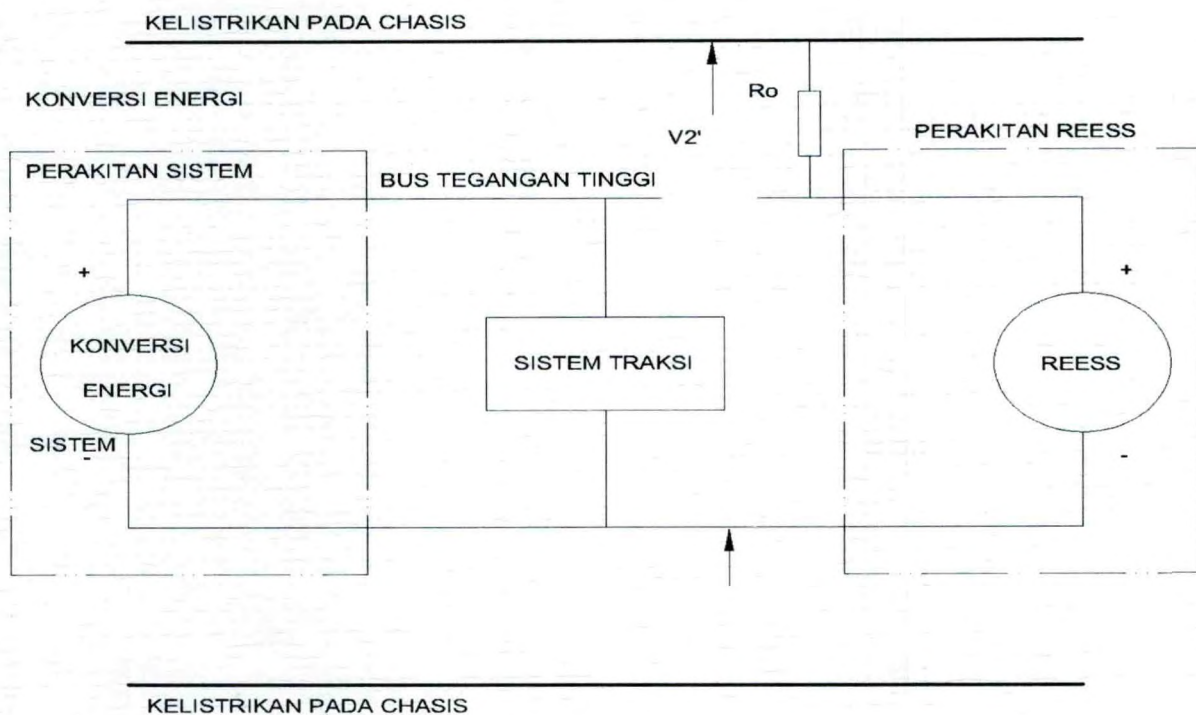 KELISTRIKAN PADA CHASIS
KONVERSI ENERGI
Ro
V2'
PERAKITAN REESS
PERAKITAN SISTEM
BUS TEGANGAN TINGGI
+
+
KONVERSI
ENERGI
SISTEM TRAKSI
REESS
SISTEM
-
-
KELISTRIKAN PADA CHASIS